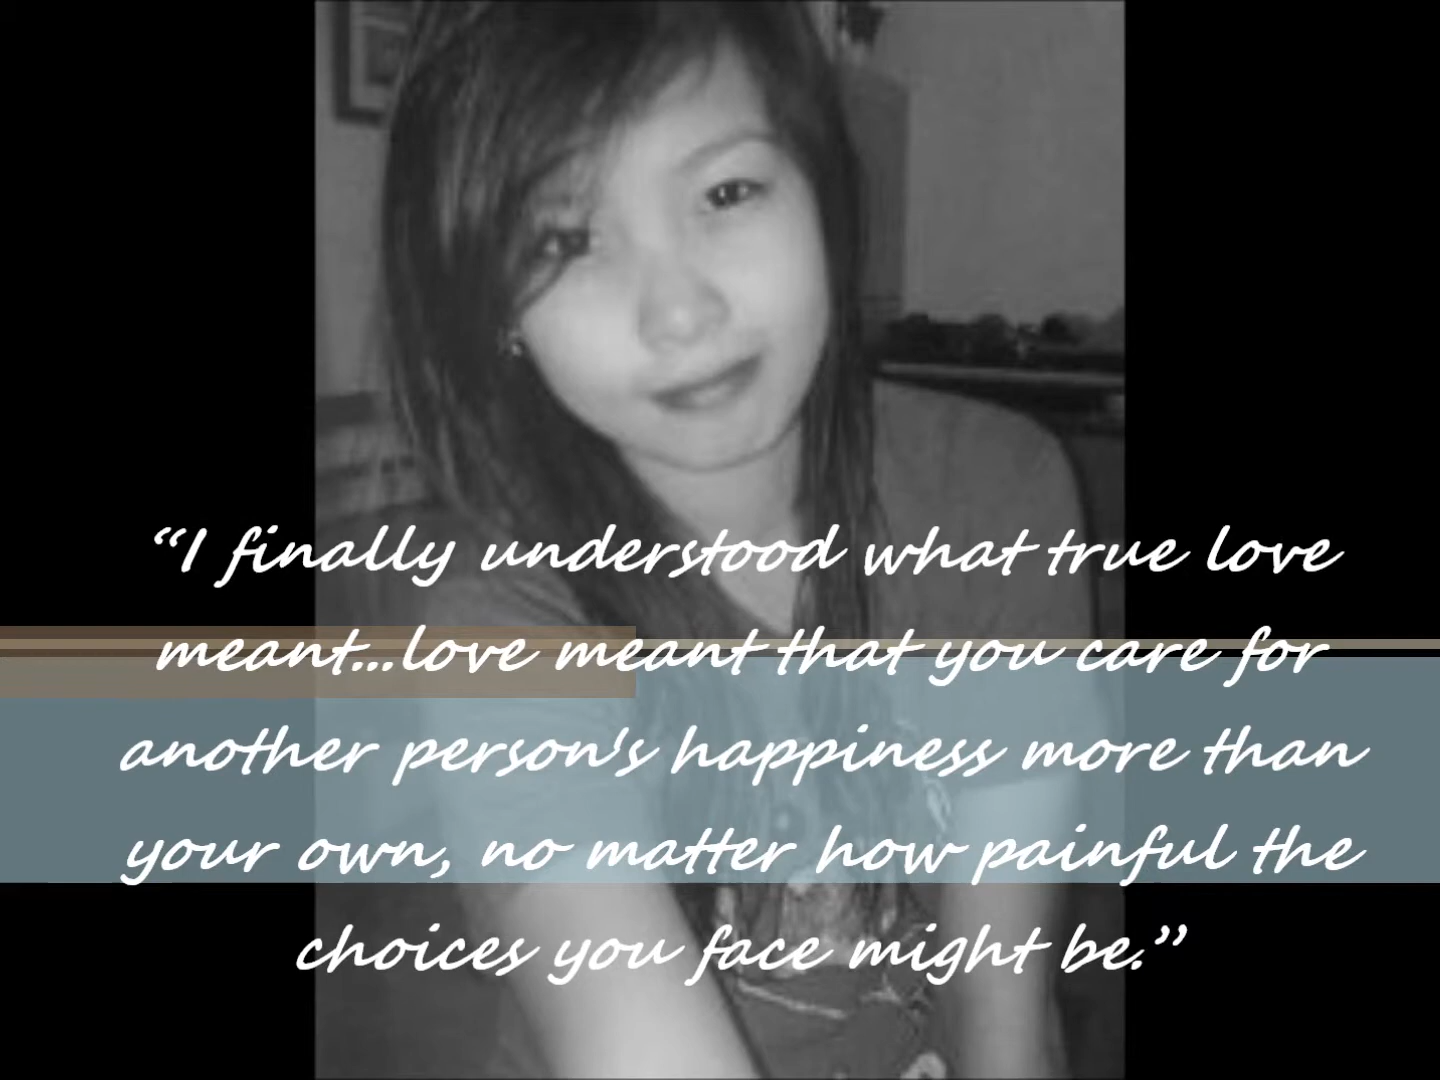 “I finally understood what true love
meant...love meant that you care for
another person's happiness more than
your own, no matter how painful the
choices you face might be.”